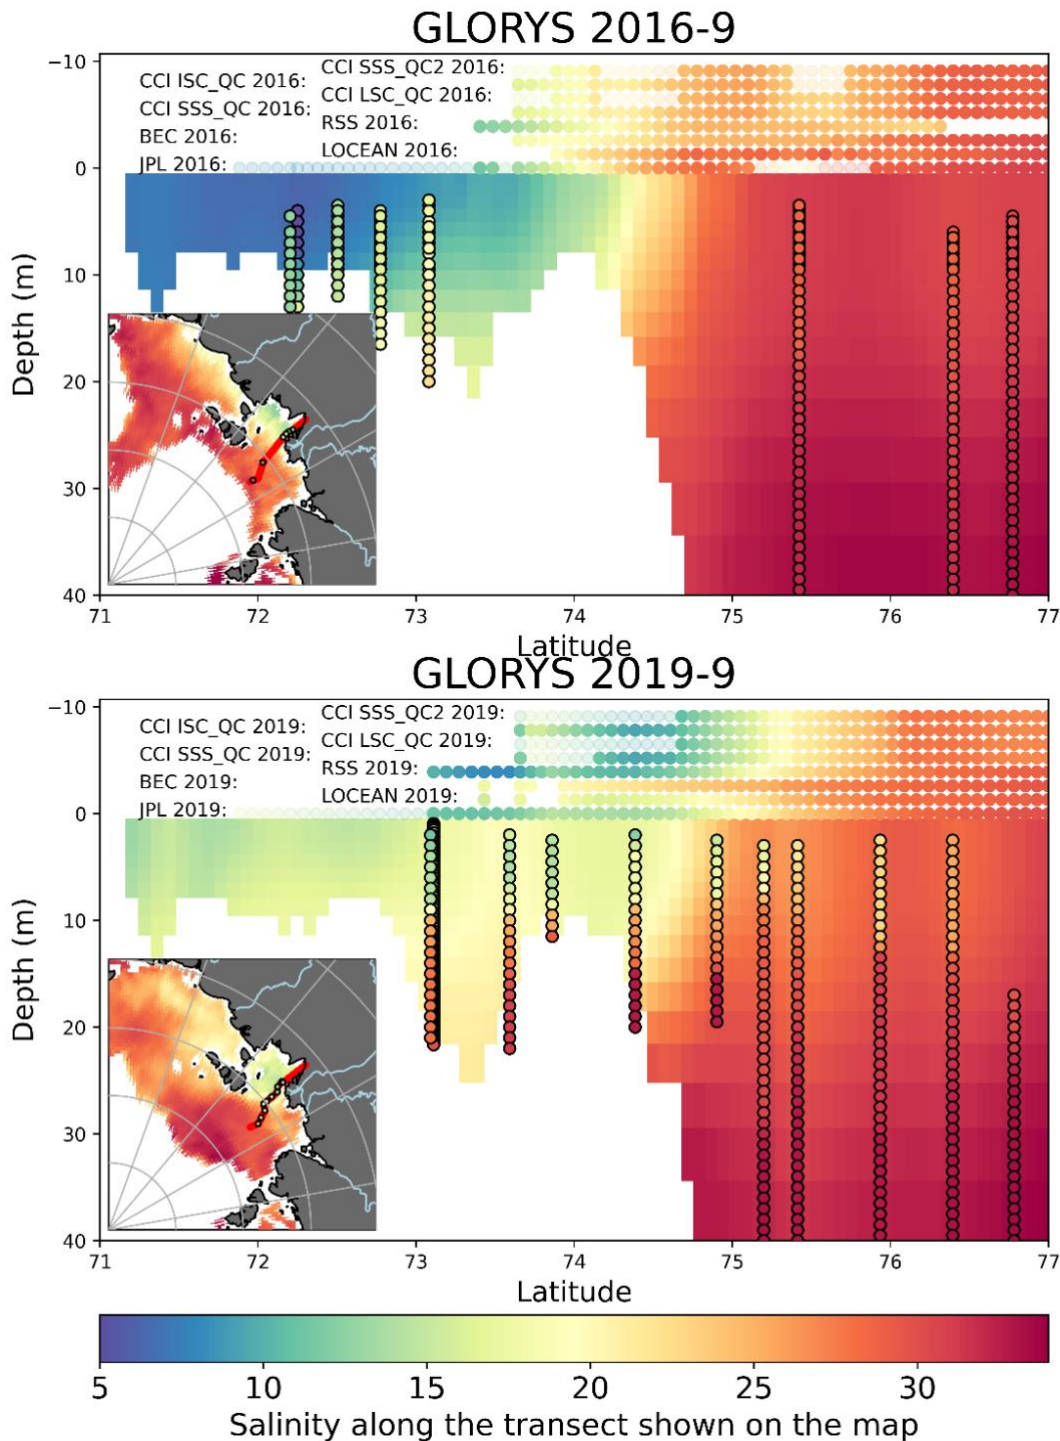 GLORYS 2016-9
−10
0
10
20
30
40
Depth (m)
CCI ISC_QC 2016:
CCI SSS_QC 2016:
BEC 2016:
JPL 2016:
CCI SSS_QC2 2016:
CCI LSC_QC 2016:
RSS 2016:
LOCEAN 2016:
71 72 73 74 75 76 77
Latitude
GLORYS 2019-9
−10
0
10
20
30
40
Depth (m)
CCI ISC_QC 2019:
CCI SSS_QC 2019:
BEC 2019:
JPL 2019:
CCI SSS_QC2 2019:
CCI LSC_QC 2019:
RSS 2019:
LOCEAN 2019:
71 72 73 74 75 76 77
Latitude
5 10 15 20 25 30
Salinity along the transect shown on the map